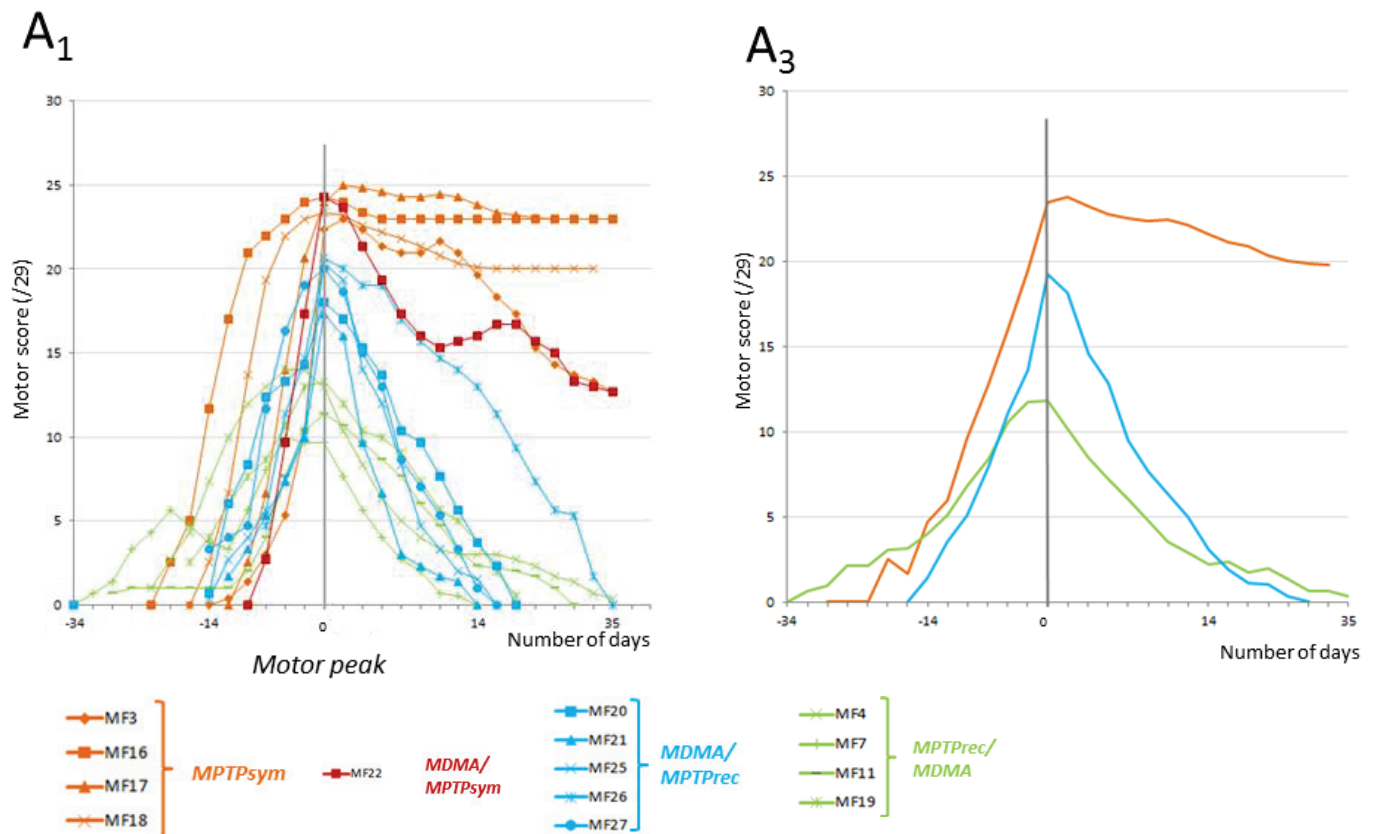 A1
Motor score (/29)
30
25
20
15
10
5
0
-34
-14
0
14
35
Number of days
Motor peak
A3
Motor score (/29)
30
25
20
15
10
5
0
-34
-14
0
14
35
Number of days
MF3
MF16
MF17
MF18
MPTPsym
MF22
MDMA/
MPTPsym
MF20
MF21
MF25
MF26
MF27
MDMA/
MPTPrec
MF4
MF7
MF11
MF19
MPTPrec/
MDMA